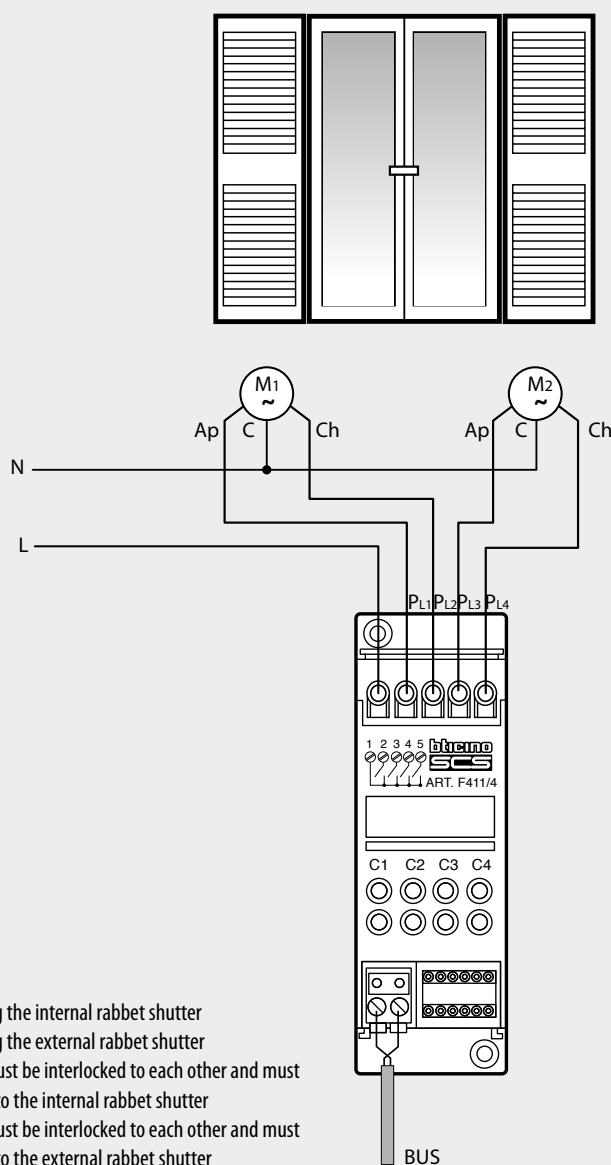 M1
~
M2
~
Ap C Ch
Ap C Ch
N
L
PL1 PL2 PL3 PL4
1 2 3 4 5 bticino
SCS
ART. F411/4
C1 C2 C3 C4
the internal rabbet shutter
the external rabbet shutter
be interlocked to each other and must
to the internal rabbet shutter
be interlocked to each other and must
to the external rabbet shutter
BUS